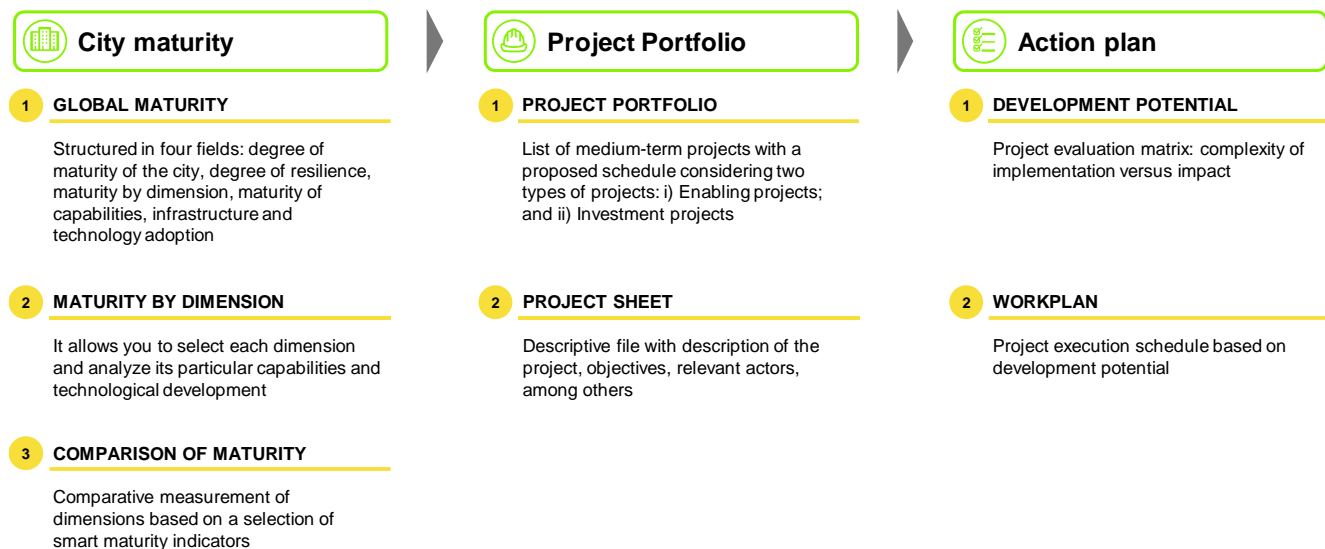 City maturity
1 GLOBAL MATURITY
Structured in four fields: degree of
maturity of the city, degree of resilience,
maturity by dimension, maturity of
capabilities, infrastructure and
technology adoption
2 MATURITY BY DIMENSION
It allows you to select each dimension
and analyze its particular capabilities and
technological development
3 COMPARISON OF MATURITY
Comparative measurement of
dimensions based on a selection of
smart maturity indicators
Project Portfolio
1 PROJECT PORTFOLIO
List of medium-term projects with a
proposed schedule considering two
types of projects: i) Enabling projects;
and ii) Investment projects
2 PROJECT SHEET
Descriptive file with description of the
project, objectives, relevant actors,
among others
Action plan
1 DEVELOPMENT POTENTIAL
Project evaluation matrix: complexity of
implementation versus impact
2 WORKPLAN
Project execution schedule based on
development potential